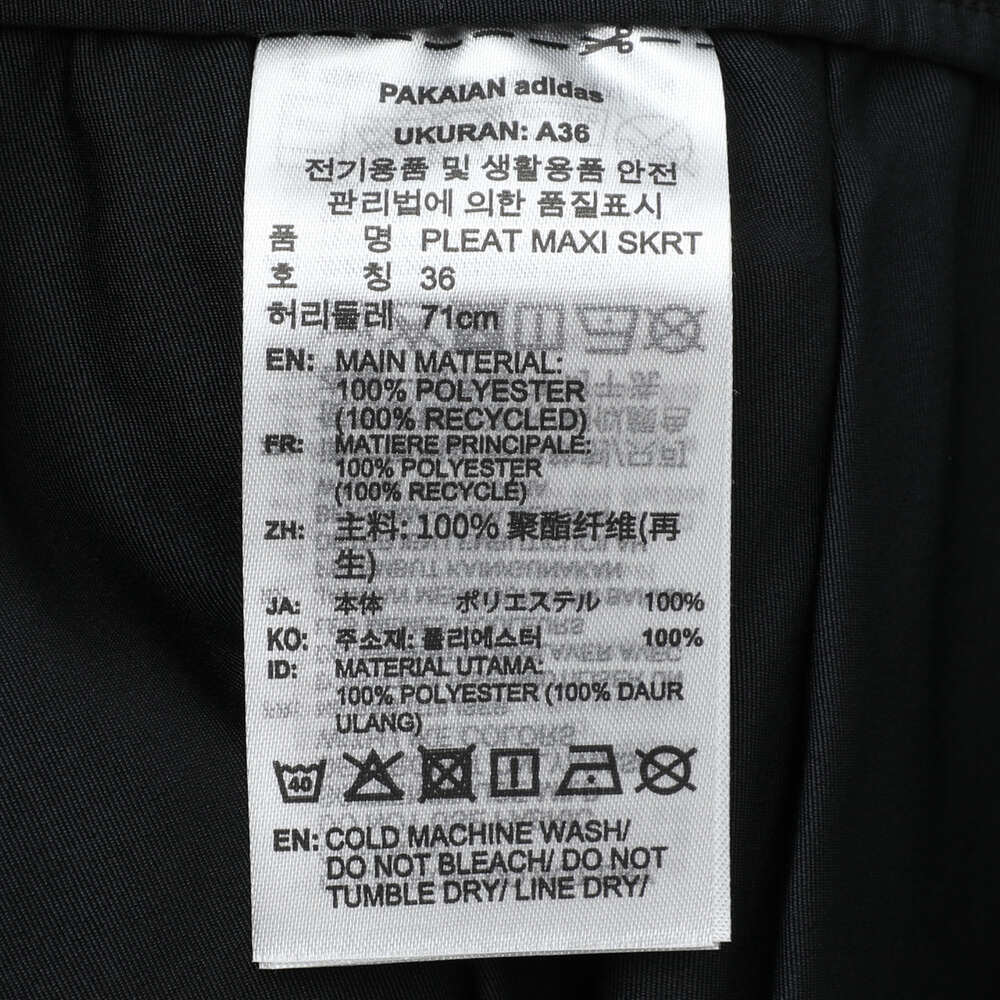 PAKAIAN adidas
UKURAN: A36
전기용품 및 생활용품 안전
관리법에 의한 품질표시
품 명 PLEAT MAXI SKRT
호 칭 36
허리둘레 71cm
EN: MAIN MATERIAL:
100% POLYESTER
(100% RECYCLED)
FR: MATIERE PRINCIPALE:
100% POLYESTER
(100% RECYCLÉ)
ZH: 主料: 100% 聚酯纤维(再
生)
JA: 本体 ポリエステル 100%
KO: 주소재: 폴리에스터 100%
ID: MATERIAL UTAMA:
100% POLYESTER (100% DAUR
ULANG)
40
EN: COLD MACHINE WASH/
DO NOT BLEACH/ DO NOT
TUMBLE DRY/ LINE DRY/